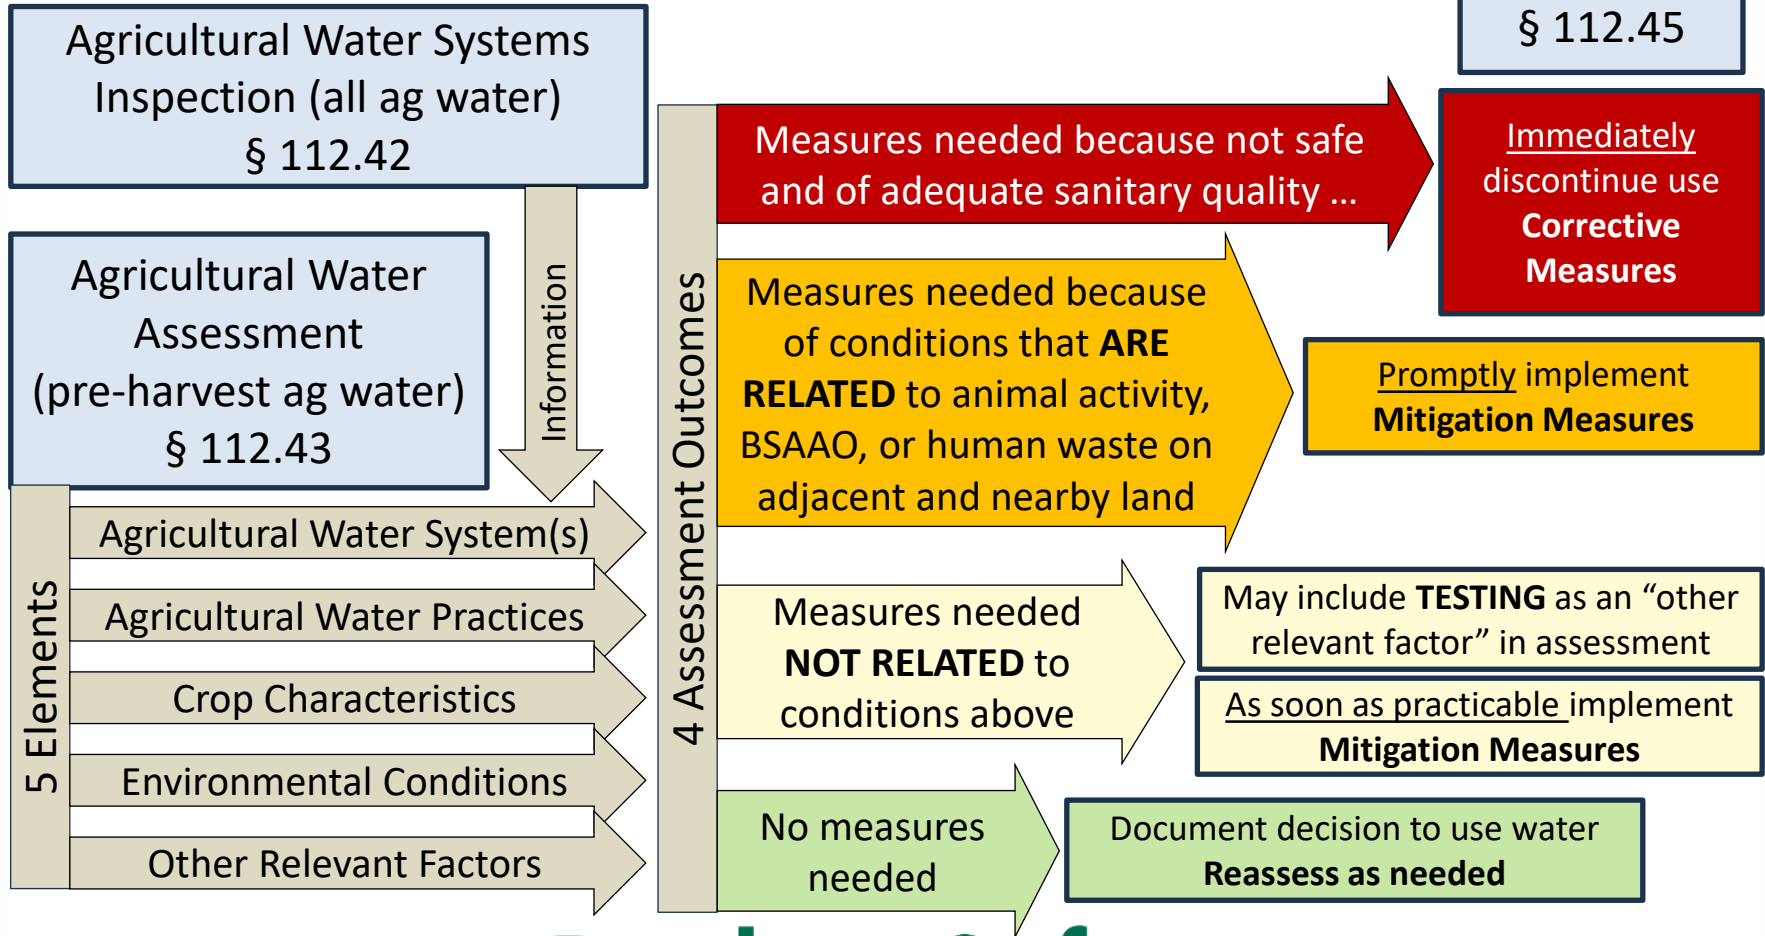 Agricultural Water Systems
Inspection (all ag water)
§ 112.42
Agricultural Water
Assessment
(pre-harvest ag water)
§ 112.43
Information
5 Elements
Agricultural Water System(s)
Agricultural Water Practices
Crop Characteristics
Environmental Conditions
Other Relevant Factors
4 Assessment Outcomes
§ 112.45
Measures needed because not safe
and of adequate sanitary quality ...
Immediately
discontinue use
Corrective
Measures
Measures needed because
of conditions that ARE
RELATED to animal activity,
BSAAO, or human waste on
adjacent and nearby land
Promptly implement
Mitigation Measures
Measures needed
NOT RELATED to
conditions above
May include TESTING as an “other
relevant factor” in assessment
As soon as practicable implement
Mitigation Measures
No measures
needed
Document decision to use water
Reassess as needed